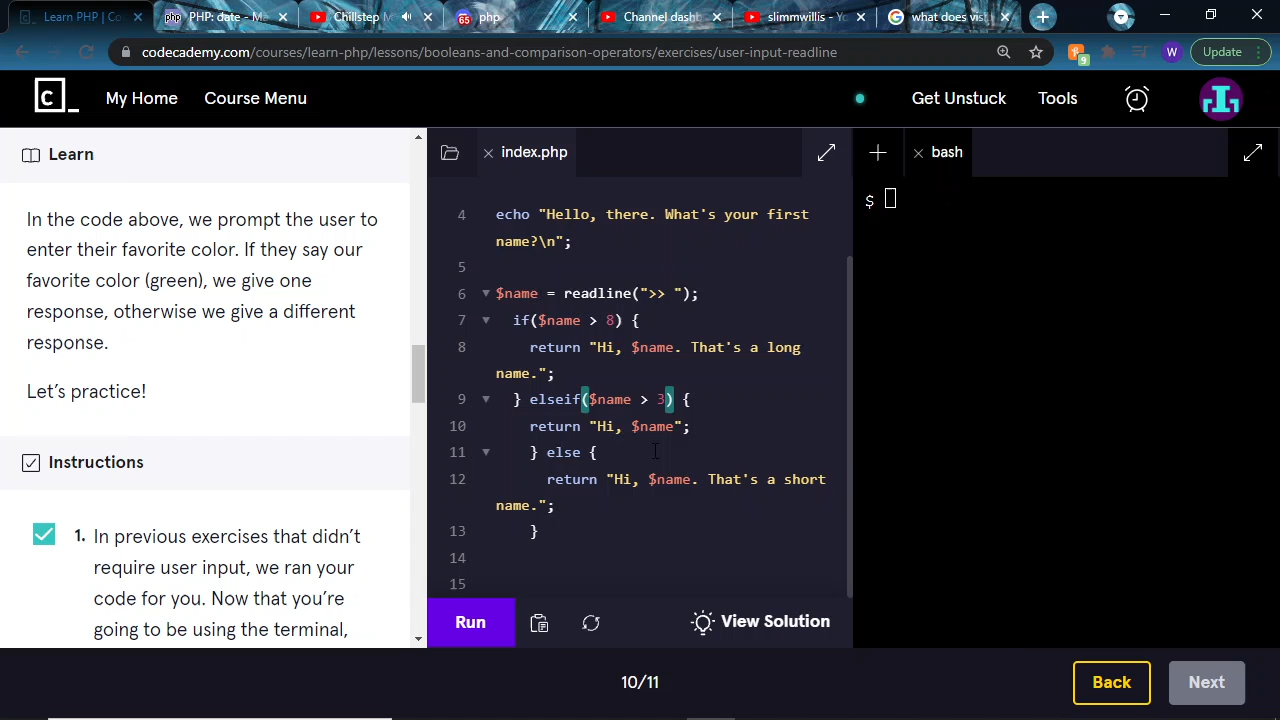 Learn PHP | Co
PHP: date - Ma
Chillstep M
php
Channel dashb
slimmwillis - Yo
what does vist
codecademy.com/courses/learn-php/lessons/booleans-and-comparison-operators/exercises/user-input-readline
9
W
Update
C_
My Home
Course Menu
Get Unstuck
Tools
Learn
In the code above, we prompt the user to
enter their favorite color. If they say our
favorite color (green), we give one
response, otherwise we give a different
response.
Let's practice!
Instructions
1. In previous exercises that didn't
require user input, we ran your
code for you. Now that you're
going to be using the terminal,
index.php
4 echo "Hello, there. What's your first
name?\n";
5
6 $name = readline(">> ");
7 if($name > 8) {
8 return "Hi, $name. That's a long
name.";
9 } elseif($name > 3) {
10 return "Hi, $name";
11 } else {
12 return "Hi, $name. That's a short
name.";
13 }
14
15
Run
View Solution
bash
$
10/11
Back
Next